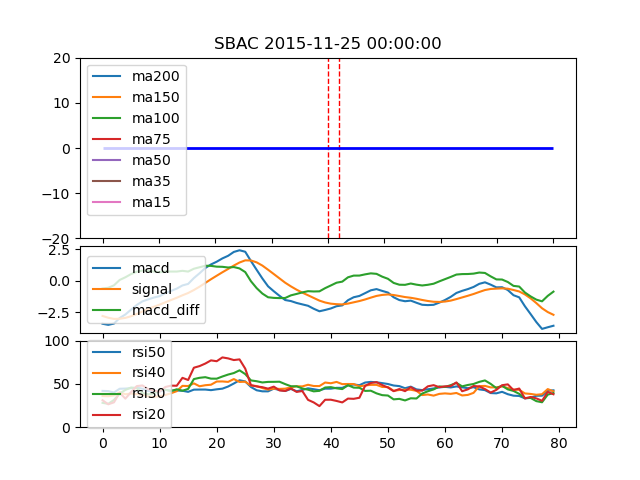 SBAC 2015-11-25 00:00:00
20
10
0
−10
−20
ma200
ma150
ma100
ma75
ma50
ma35
ma15
2.5
0.0
−2.5
macd
signal
macd_diff
100
50
0
rsi50
rsi40
rsi30
rsi20
0 10 20 30 40 50 60 70 80